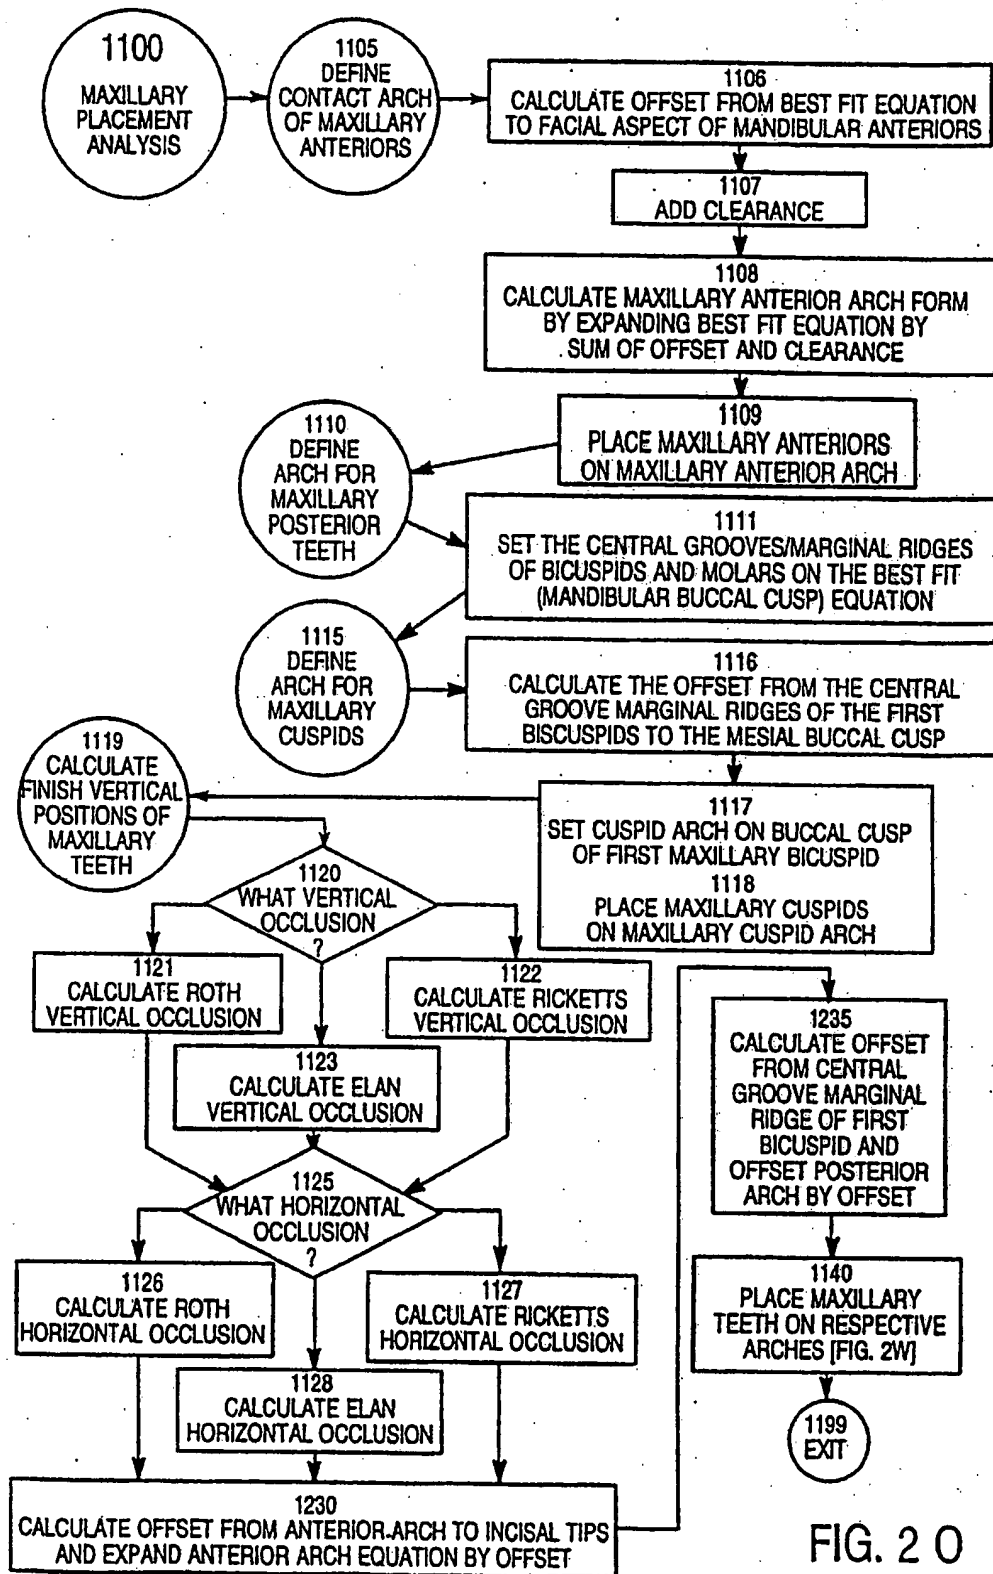 1100
MAXILLARY
PLACEMENT
ANALYSIS
1105
DEFINE
CONTACT ARCH
OF MAXILLARY
ANTERIORS
1106
CALCULATE OFFSET FROM BEST FIT EQUATION
TO FACIAL ASPECT OF MANDIBULAR ANTERIORS
1107
ADD CLEARANCE
1108
CALCULATE MAXILLARY ANTERIOR ARCH FORM
BY EXPANDING BEST FIT EQUATION BY
SUM OF OFFSET AND CLEARANCE
1109
PLACE MAXILLARY ANTERIORS
ON MAXILLARY ANTERIOR ARCH
1110
DEFINE
ARCH FOR
MAXILLARY
POSTERIOR
TEETH
1111
SET THE CENTRAL GROOVES/MARGINAL RIDGES
OF BICUSPIDS AND MOLARS ON THE BEST FIT
(MANDIBULAR BUCCAL CUSP) EQUATION
1115
DEFINE
ARCH FOR
MAXILLARY
CUSPIDS
1116
CALCULATE THE OFFSET FROM THE CENTRAL
GROOVE MARGINAL RIDGES OF THE FIRST
BISCUSPIDS TO THE MESIAL BUCCAL CUSP
1117
SET CUSPID ARCH ON BUCCAL CUSP
OF FIRST MAXILLARY BICUSPID
1118
PLACE MAXILLARY CUSPIDS
ON MAXILLARY CUSPID ARCH
1119
CALCULATE
FINISH VERTICAL
POSITIONS OF
MAXILLARY
TEETH
1120
WHAT VERTICAL
OCCLUSION
?
1121
CALCULATE ROTH
VERTICAL OCCLUSION
1122
CALCULATE RICKETTS
VERTICAL OCCLUSION
1123
CALCULATE ELAN
VERTICAL OCCLUSION
1125
WHAT HORIZONTAL
OCCLUSION
?
1126
CALCULATE ROTH
HORIZONTAL OCCLUSION
1127
CALCULATE RICKETTS
HORIZONTAL OCCLUSION
1128
CALCULATE ELAN
HORIZONTAL OCCLUSION
1230
CALCULATE OFFSET FROM ANTERIOR-ARCH TO INCISAL TIPS
AND EXPAND ANTERIOR ARCH EQUATION BY OFFSET
1235
CALCULATE OFFSET
FROM CENTRAL
GROOVE MARGINAL
RIDGE OF FIRST
BICUSPID AND
OFFSET POSTERIOR
ARCH BY OFFSET
1140
PLACE MAXILLARY
TEETH ON RESPECTIVE
ARCHES [FIG. 2W]
1199
EXIT
FIG. 2 O